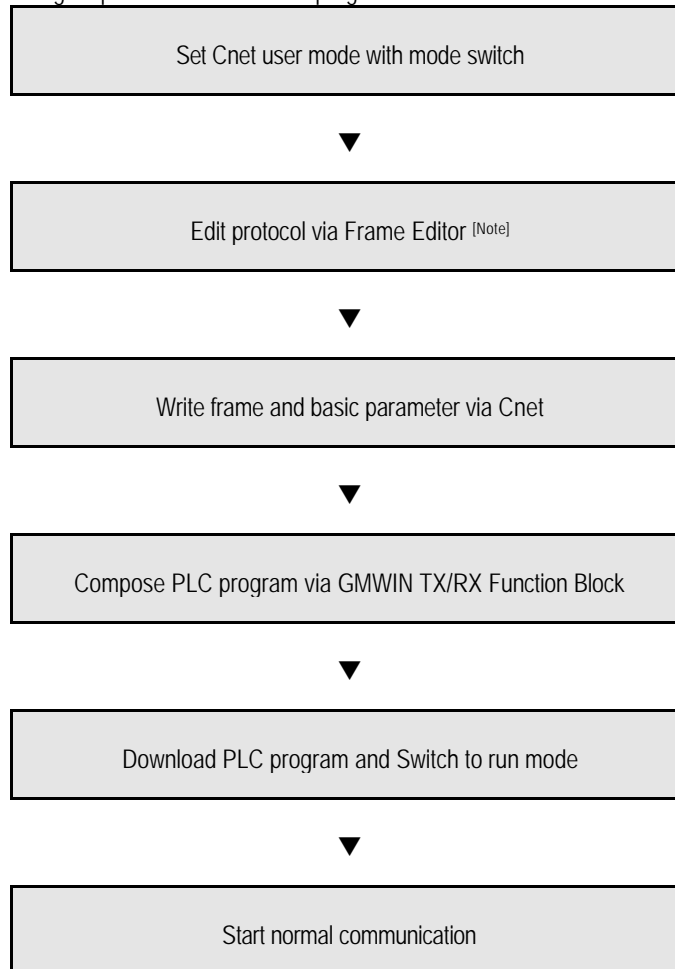 Set Cnet user mode with mode switch
▼
Edit protocol via Frame Editor [Note]
▼
Write frame and basic parameter via Cnet
▼
Compose PLC program via GMWIN TX/RX Function Block
▼
Download PLC program and Switch to run mode
▼
Start normal communication